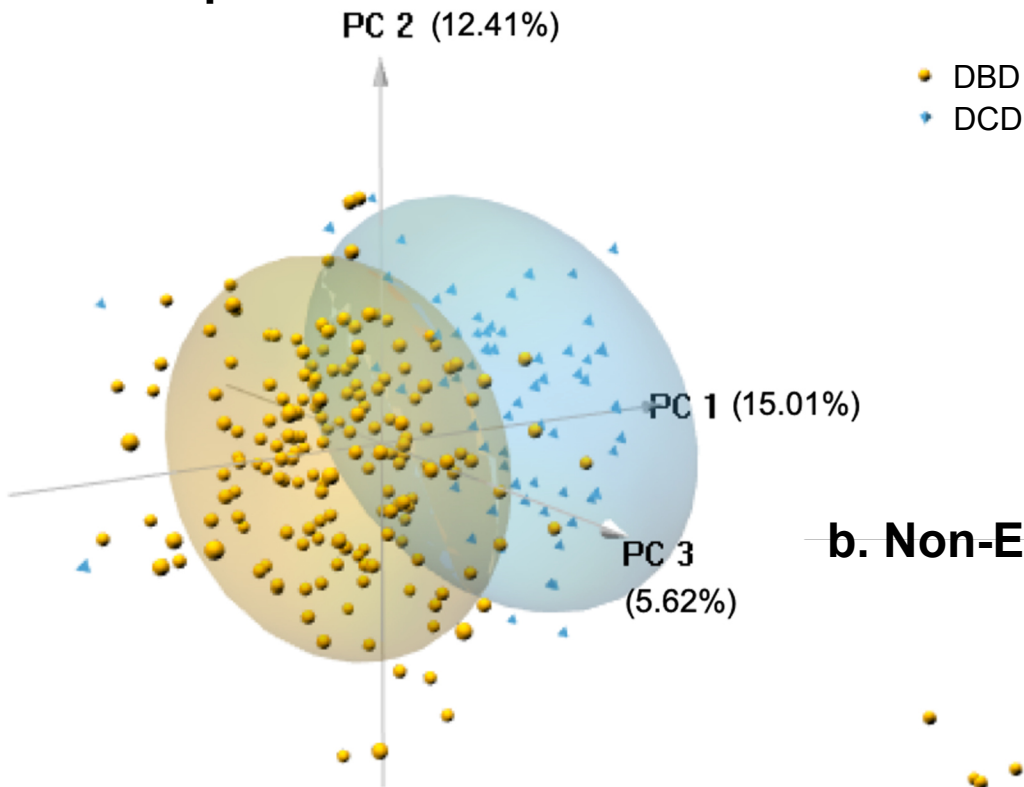 PC 2 (12.41%)
DBD
DCD
PC 1 (15.01%)
PC 3
(5.62%)
b. Non-E